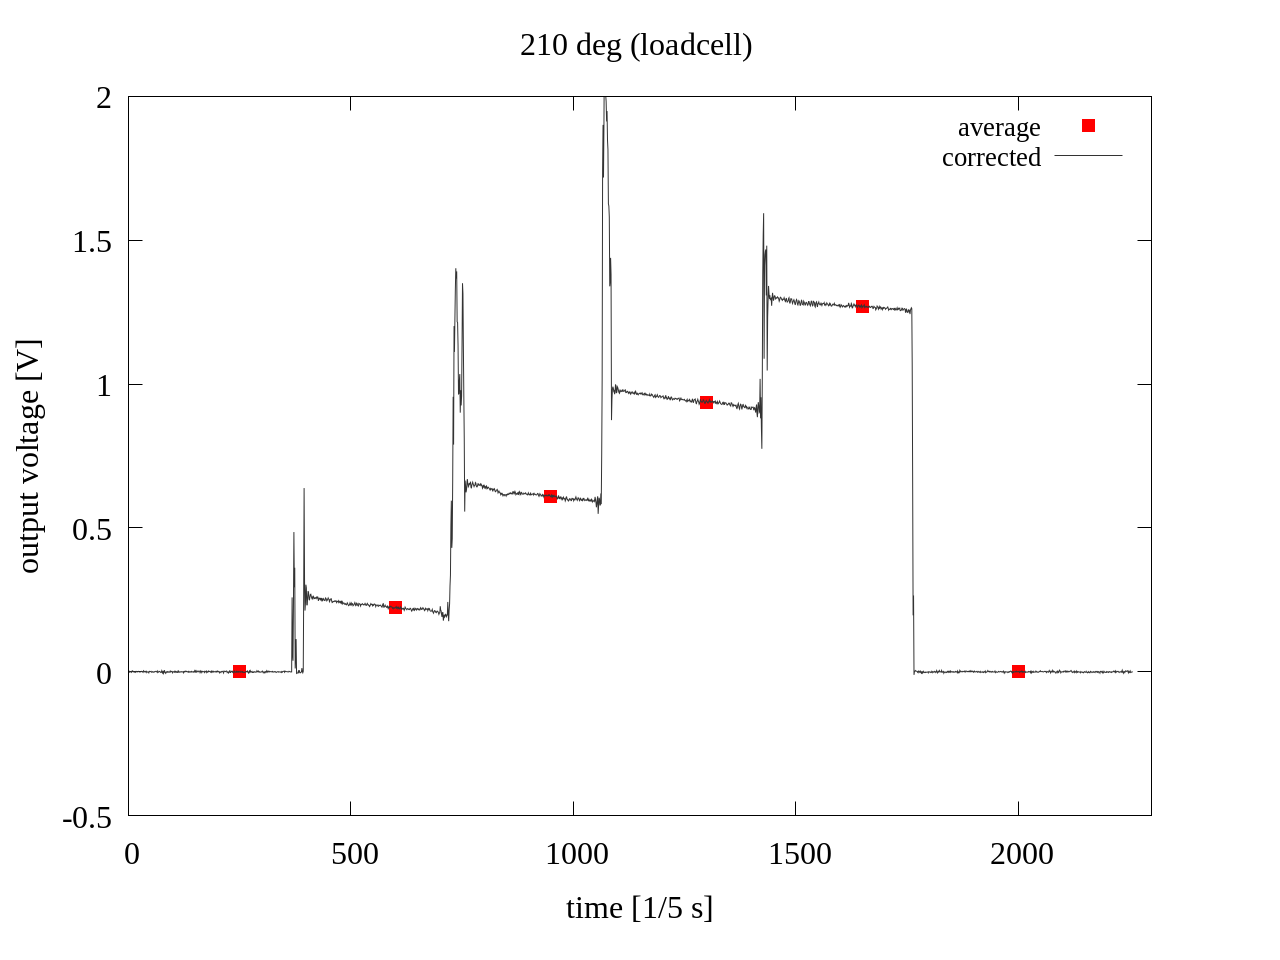 210 deg (loadcell)
average
corrected
2
1.5
1
0.5
0
-0.5
output voltage [V]
0 500 1000 1500 2000
time [1/5 s]